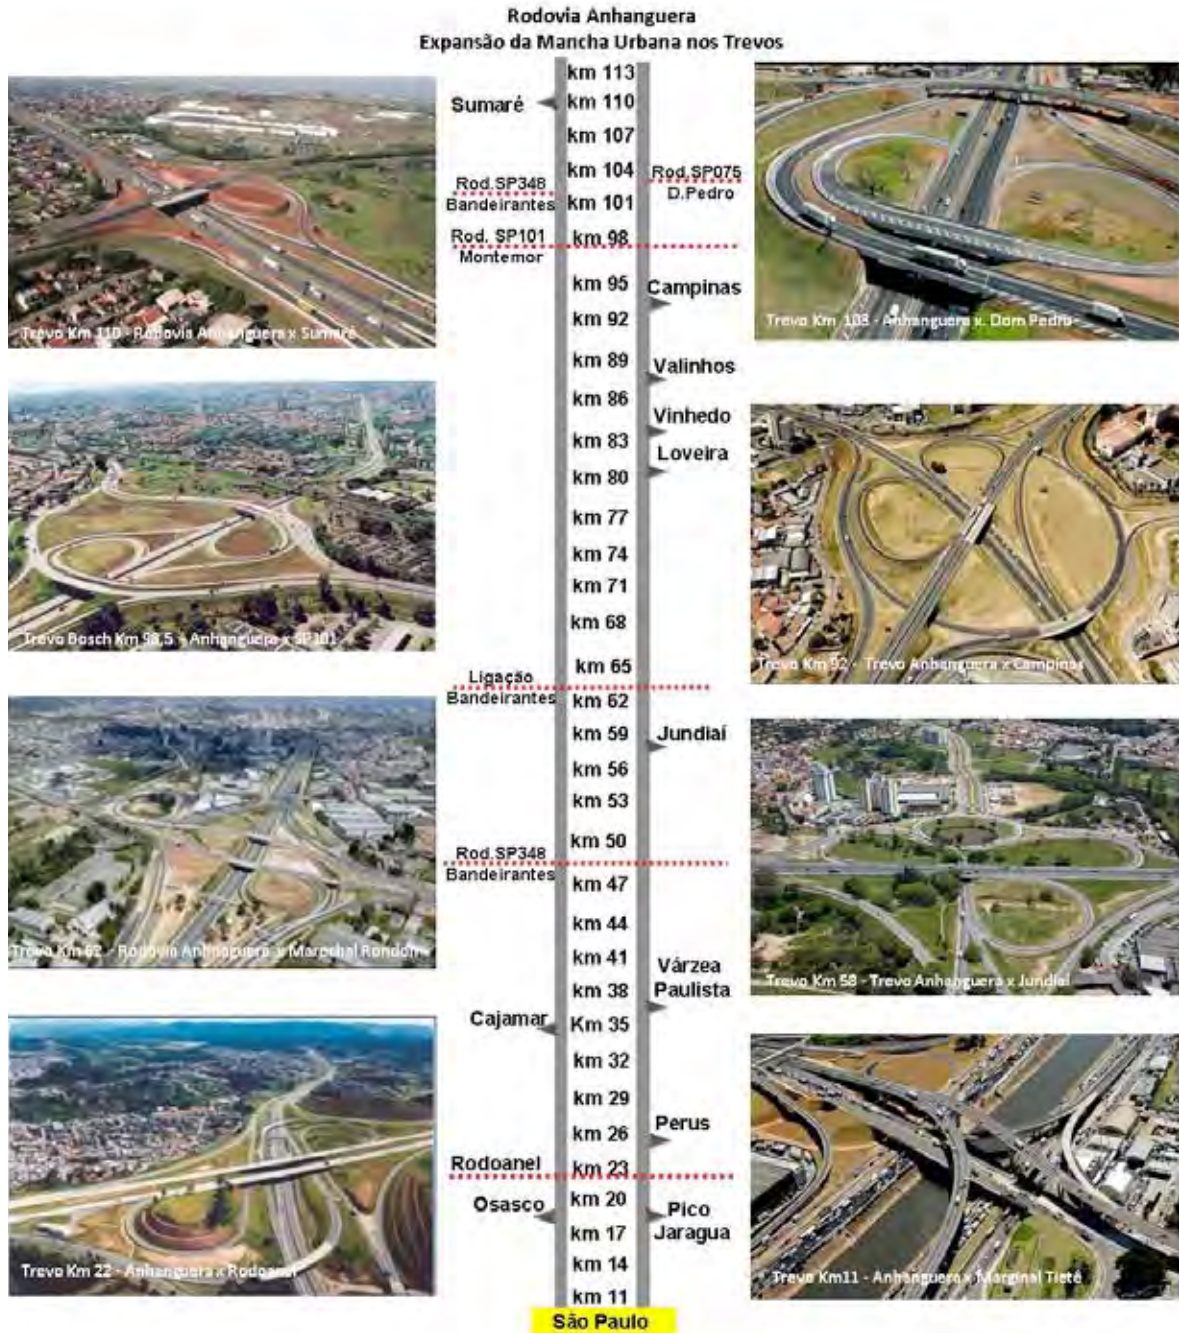 Rodovia Anhanguera
Expansão da Mancha Urbana nos Trevos
km 113
Sumaré
km 110
km 107
km 104
Rod.SP348
Bandeirantes
Rod.SP075
D.Pedro
km 101
Rod. SP101
Montemor
km 98
km 95
Campinas
km 92
km 89
Valinhos
km 86
Vinhedo
km 83
Loveira
km 80
km 77
km 74
km 71
km 68
km 65
Ligação
Bandeirantes
km 62
km 59
Jundiaí
km 56
km 53
km 50
Rod.SP348
Bandeirantes
km 47
km 44
km 41
Várzea
Paulista
km 38
Cajamar
Km 35
km 32
km 29
Perus
km 26
Rodoanel
km 23
km 20
Osasco
Pico
Jaragua
km 17
km 14
km 11
São Paulo
Trevo Km 110 - Rodovia Anhanguera x Sumaré
Trevo Km 103 - Anhanguera x. Dom Pedro
Trevo Bosch Km 98,5 - Anhanguera x SP101
Trevo Km 92 - Trevo Anhanguera x Campinas
Trevo Km 62 - Rodovia Anhanguera x Marechal Rondon
Trevo Km 58 - Trevo Anhanguera x Jundiaí
Trevo Km 22 - Anhanguera x Rodoanel
Trevo Km11 - Anhanguera x Marginal Tietê